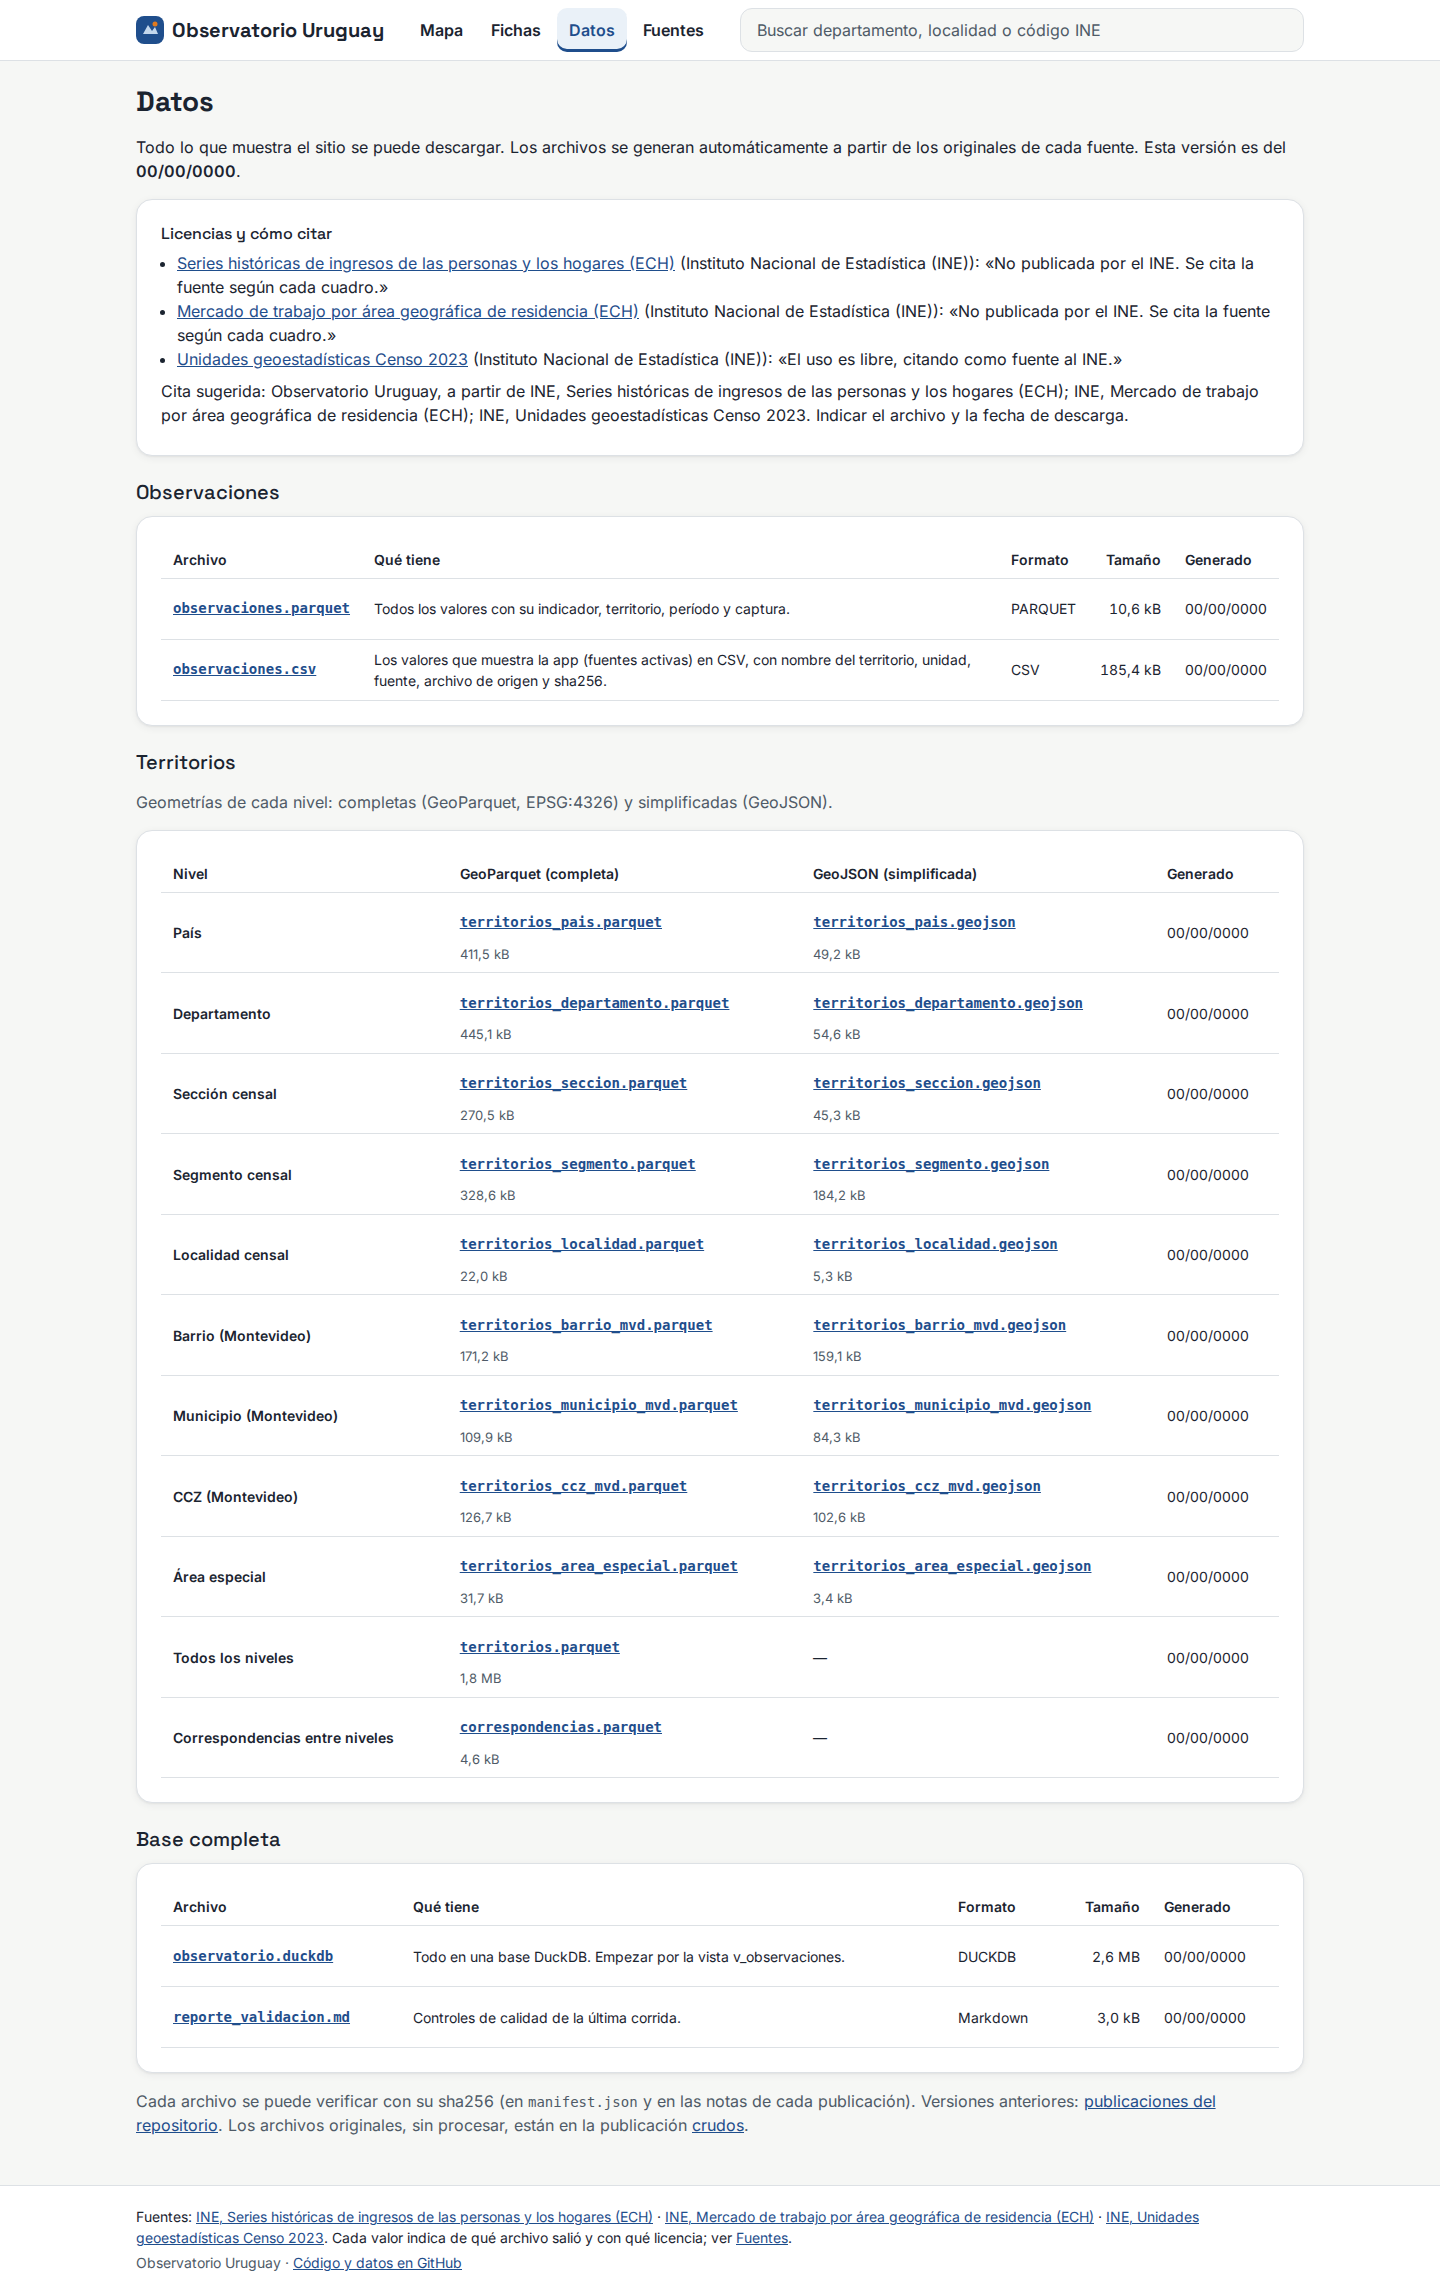 Observatorio Uruguay
Mapa
Fichas
Datos
Fuentes
Buscar departamento, localidad o código INE
Datos
Todo lo que muestra el sitio se puede descargar. Los archivos se generan automáticamente a partir de los originales de cada fuente. Esta versión es del
00/00/0000.
Licencias y cómo citar
• Series históricas de ingresos de las personas y los hogares (ECH) (Instituto Nacional de Estadística (INE)): «No publicada por el INE. Se cita la
fuente según cada cuadro.»
• Mercado de trabajo por área geográfica de residencia (ECH) (Instituto Nacional de Estadística (INE)): «No publicada por el INE. Se cita la fuente
según cada cuadro.»
• Unidades geoestadísticas Censo 2023 (Instituto Nacional de Estadística (INE)): «El uso es libre, citando como fuente al INE.»
Cita sugerida: Observatorio Uruguay, a partir de INE, Series históricas de ingresos de las personas y los hogares (ECH); INE, Mercado de trabajo
por área geográfica de residencia (ECH); INE, Unidades geoestadísticas Censo 2023. Indicar el archivo y la fecha de descarga.
Observaciones
Archivo Qué tiene Formato Tamaño Generado
observaciones.parquet Todos los valores con su indicador, territorio, período y captura. PARQUET 10,6 kB 00/00/0000
observaciones.csv Los valores que muestra la app (fuentes activas) en CSV, con nombre del territorio, unidad,
fuente, archivo de origen y sha256. CSV 185,4 kB 00/00/0000
Territorios
Geometrías de cada nivel: completas (GeoParquet, EPSG:4326) y simplificadas (GeoJSON).
Nivel GeoParquet (completa) GeoJSON (simplificada) Generado
País territorios_pais.parquet territorios_pais.geojson 00/00/0000
411,5 kB 49,2 kB
Departamento territorios_departamento.parquet territorios_departamento.geojson 00/00/0000
445,1 kB 54,6 kB
Sección censal territorios_seccion.parquet territorios_seccion.geojson 00/00/0000
270,5 kB 45,3 kB
Segmento censal territorios_segmento.parquet territorios_segmento.geojson 00/00/0000
328,6 kB 184,2 kB
Localidad censal territorios_localidad.parquet territorios_localidad.geojson 00/00/0000
22,0 kB 5,3 kB
Barrio (Montevideo) territorios_barrio_mvd.parquet territorios_barrio_mvd.geojson 00/00/0000
171,2 kB 159,1 kB
Municipio (Montevideo) territorios_municipio_mvd.parquet territorios_municipio_mvd.geojson 00/00/0000
109,9 kB 84,3 kB
CCZ (Montevideo) territorios_ccz_mvd.parquet territorios_ccz_mvd.geojson 00/00/0000
126,7 kB 102,6 kB
Área especial territorios_area_especial.parquet territorios_area_especial.geojson 00/00/0000
31,7 kB 3,4 kB
Todos los niveles territorios.parquet — 00/00/0000
1,8 MB
Correspondencias entre niveles correspondencias.parquet — 00/00/0000
4,6 kB
Base completa
Archivo Qué tiene Formato Tamaño Generado
observatorio.duckdb Todo en una base DuckDB. Empezar por la vista v_observaciones. DUCKDB 2,6 MB 00/00/0000
reporte_validacion.md Controles de calidad de la última corrida. Markdown 3,0 kB 00/00/0000
Cada archivo se puede verificar con su sha256 (en manifest.json y en las notas de cada publicación). Versiones anteriores: publicaciones del
repositorio. Los archivos originales, sin procesar, están en la publicación crudos.
Fuentes: INE, Series históricas de ingresos de las personas y los hogares (ECH) · INE, Mercado de trabajo por área geográfica de residencia (ECH) · INE, Unidades
geoestadísticas Censo 2023. Cada valor indica de qué archivo salió y con qué licencia; ver Fuentes.
Observatorio Uruguay · Código y datos en GitHub